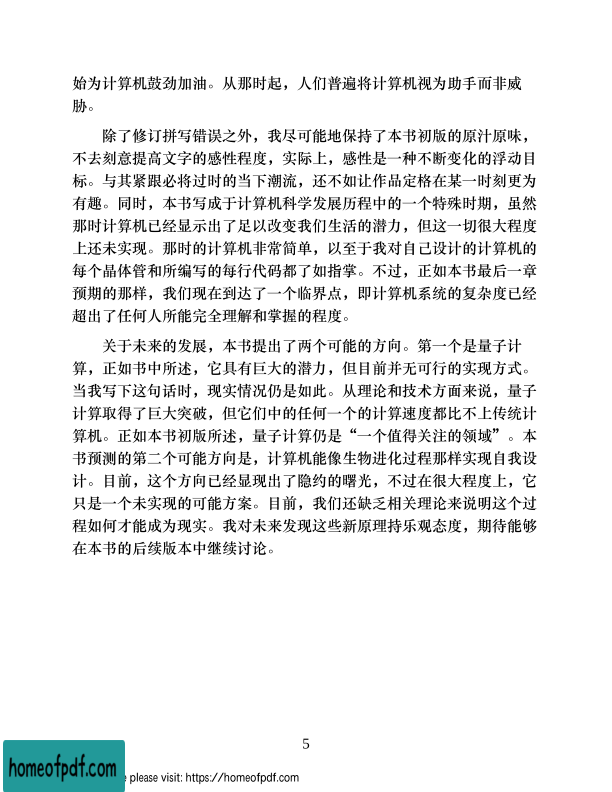 始为计算机鼓劲加油。从那时起，人们普遍将计算机视为助手而非威
胁。
除了修订拼写错误之外，我尽可能地保持了本书初版的原汁原味，
不去刻意提高文字的感性程度，实际上，感性是一种不断变化的浮动目
标。与其紧跟必将过时的当下潮流，还不如让作品定格在某一时刻更为
有趣。同时，本书写成于计算机科学发展历程中的一个特殊时期，虽然
那时计算机已经显示出了足以改变我们生活的潜力，但这一切很大程度
上还未实现。那时的计算机非常简单，以至于我对自己设计的计算机的
每个晶体管和所编写的每行代码都了如指掌。不过，正如本书最后一章
预期的那样，我们现在到达了一个临界点，即计算机系统的复杂度已经
超出了任何人所能完全理解和掌握的程度。
关于未来的发展，本书提出了两个可能的方向。第一个是量子计
算，正如书中所述，它具有巨大的潜力，但目前并无可行的实现方式。
当我写下这句话时，现实情况仍是如此。从理论和技术方面来说，量子
计算取得了巨大突破，但它们中的任何一个的计算速度都比不上传统计
算机。正如本书初版所述，量子计算仍是“一个值得关注的领域”。本
书预测的第二个可能方向是，计算机能像生物进化过程那样实现自我设
计。目前，这个方向已经显现出了隐约的曙光，不过在很大程度上，它
只是一个未实现的可能方案。目前，我们还缺乏相关理论来说明这个过
程如何才能成为现实。我对未来发现这些新原理持乐观态度，期待能够
在本书的后续版本中继续讨论。
5
homeofpdf.com
please visit: https://homeofpdf.com